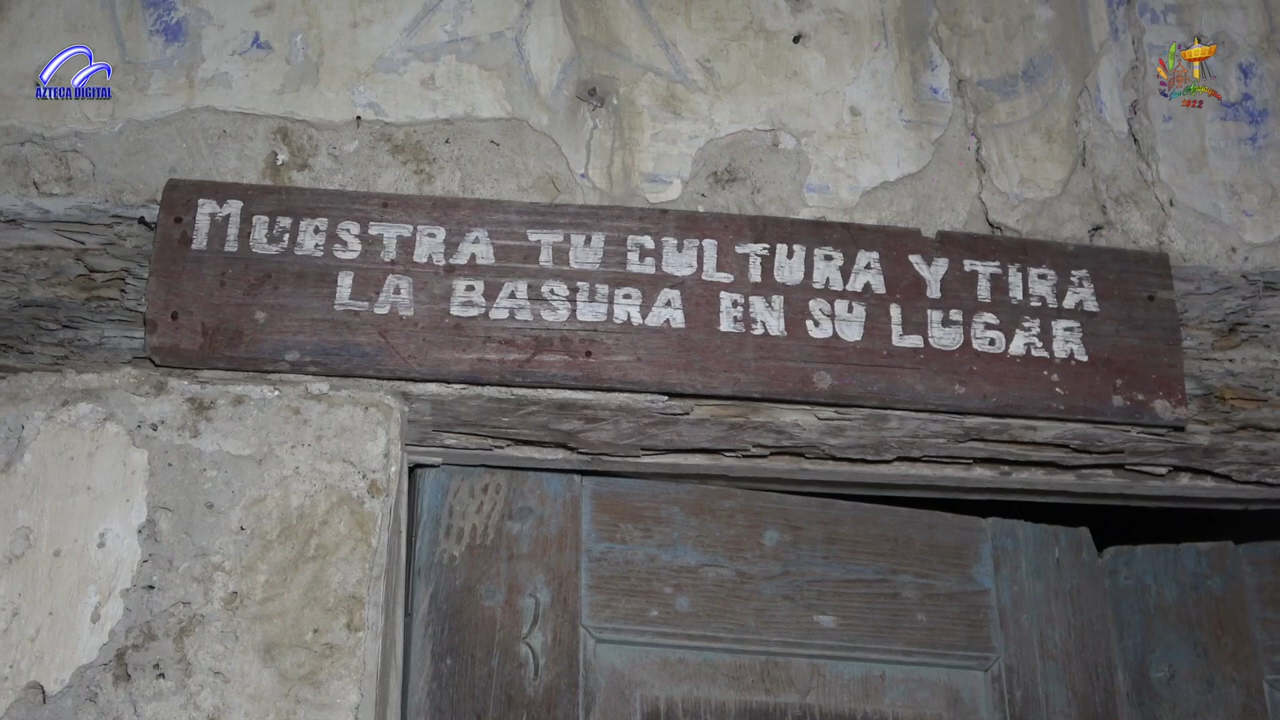 AZTECA DIGITAL
2022
MUESTRA TU CULTURA Y TIRA
LA BASURA EN SU LUGAR